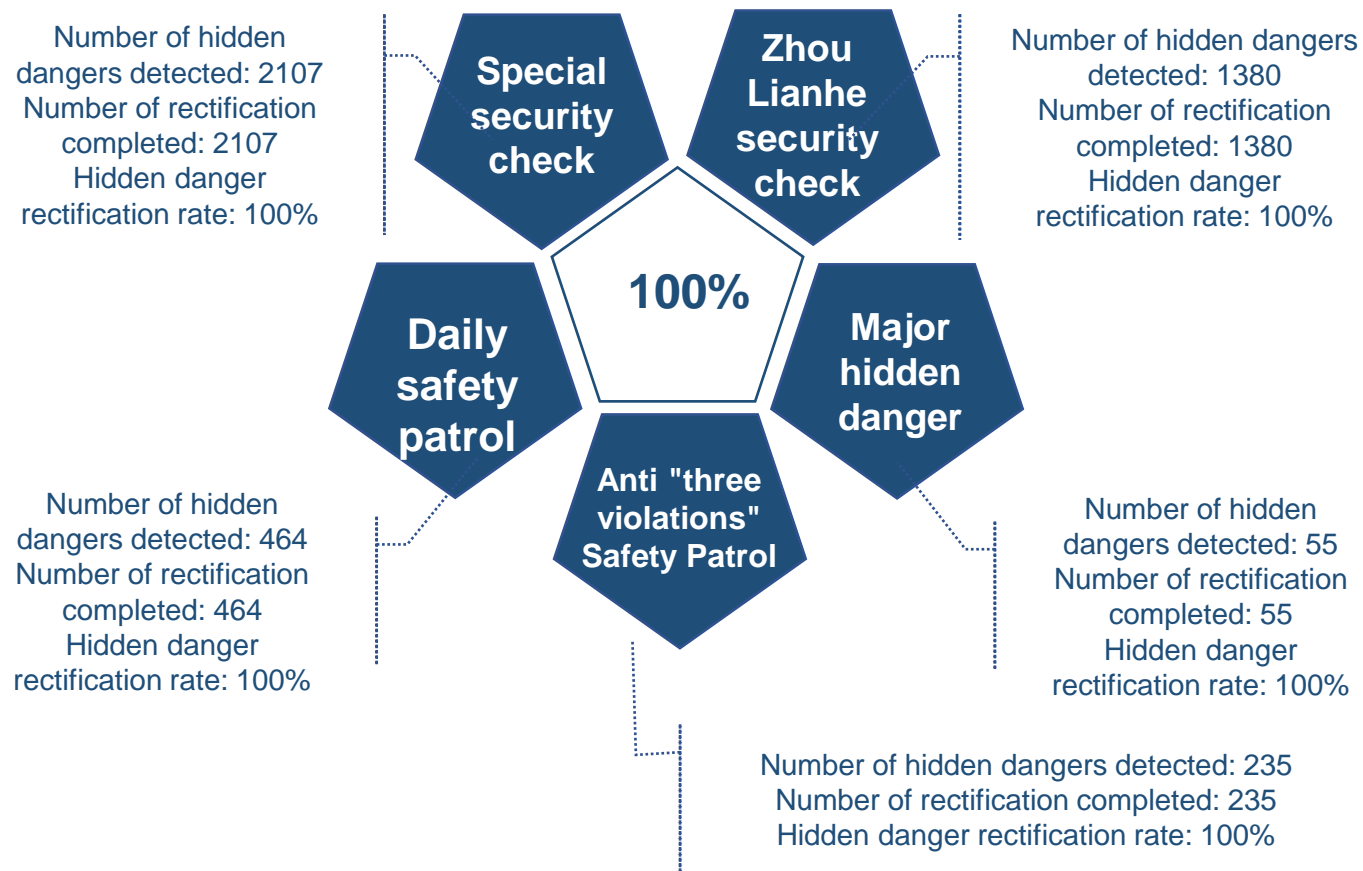 Number of hidden
dangers detected: 2107
Number of rectification
completed: 2107
Hidden danger
rectification rate: 100%
Special
security
check
Zhou
Lianhe
security
check
Number of hidden dangers
detected: 1380
Number of rectification
completed: 1380
Hidden danger
rectification rate: 100%
100%
Daily
safety
patrol
Major
hidden
danger
Anti "three
violations"
Safety Patrol
Number of hidden
dangers detected: 464
Number of rectification
completed: 464
Hidden danger
rectification rate: 100%
Number of hidden
dangers detected: 55
Number of rectification
completed: 55
Hidden danger
rectification rate: 100%
Number of hidden dangers detected: 235
Number of rectification completed: 235
Hidden danger rectification rate: 100%